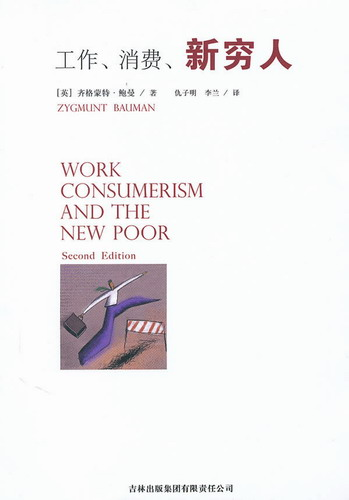 工作、消费、新穷人
[英] 齐格蒙特·鲍曼 / 著 仇子明 李兰 / 译
ZYGMUNT BAUMAN
WORK
CONSUMERISM
AND THE
NEW POOR
Second Edition
吉林出版集团有限责任公司